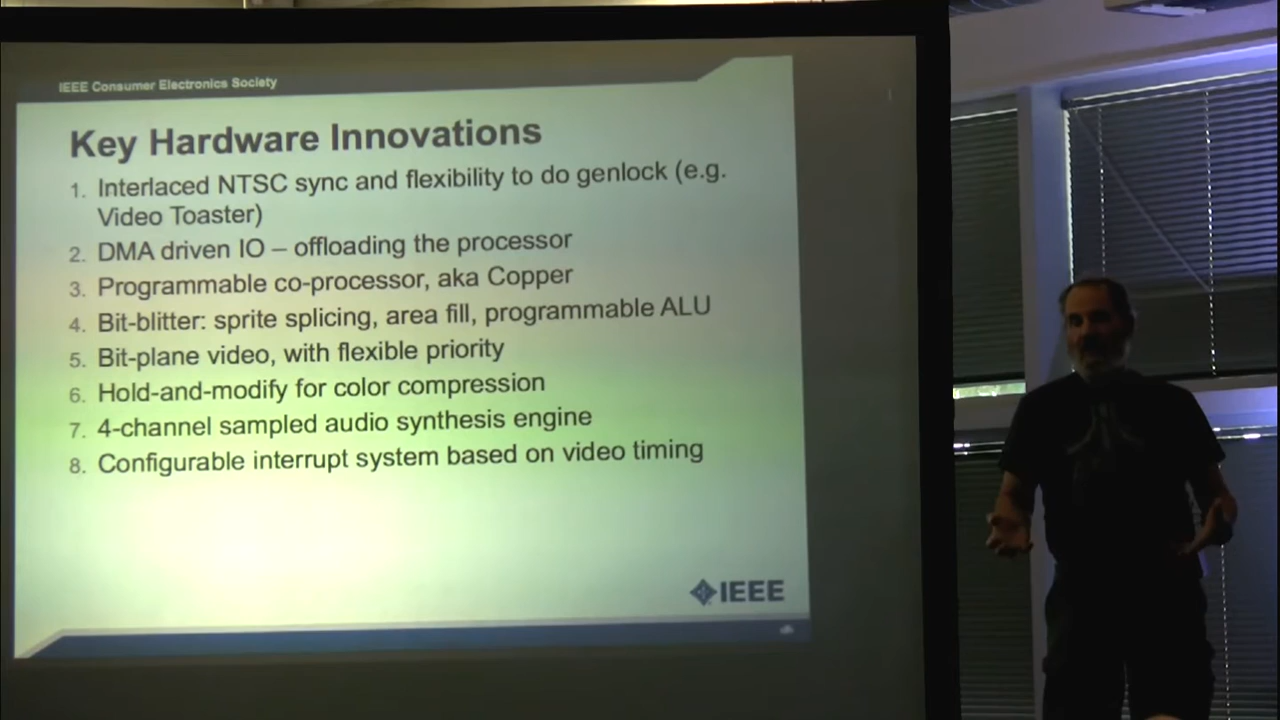 IEEE Consumer Electronics Society
Key Hardware Innovations
1. Interlaced NTSC sync and flexibility to do genlock (e.g.
Video Toaster)
2. DMA driven IO – offloading the processor
3. Programmable co-processor, aka Copper
4. Bit-blitter: sprite splicing, area fill, programmable ALU
5. Bit-plane video, with flexible priority
6. Hold-and-modify for color compression
7. 4-channel sampled audio synthesis engine
8. Configurable interrupt system based on video timing
IEEE